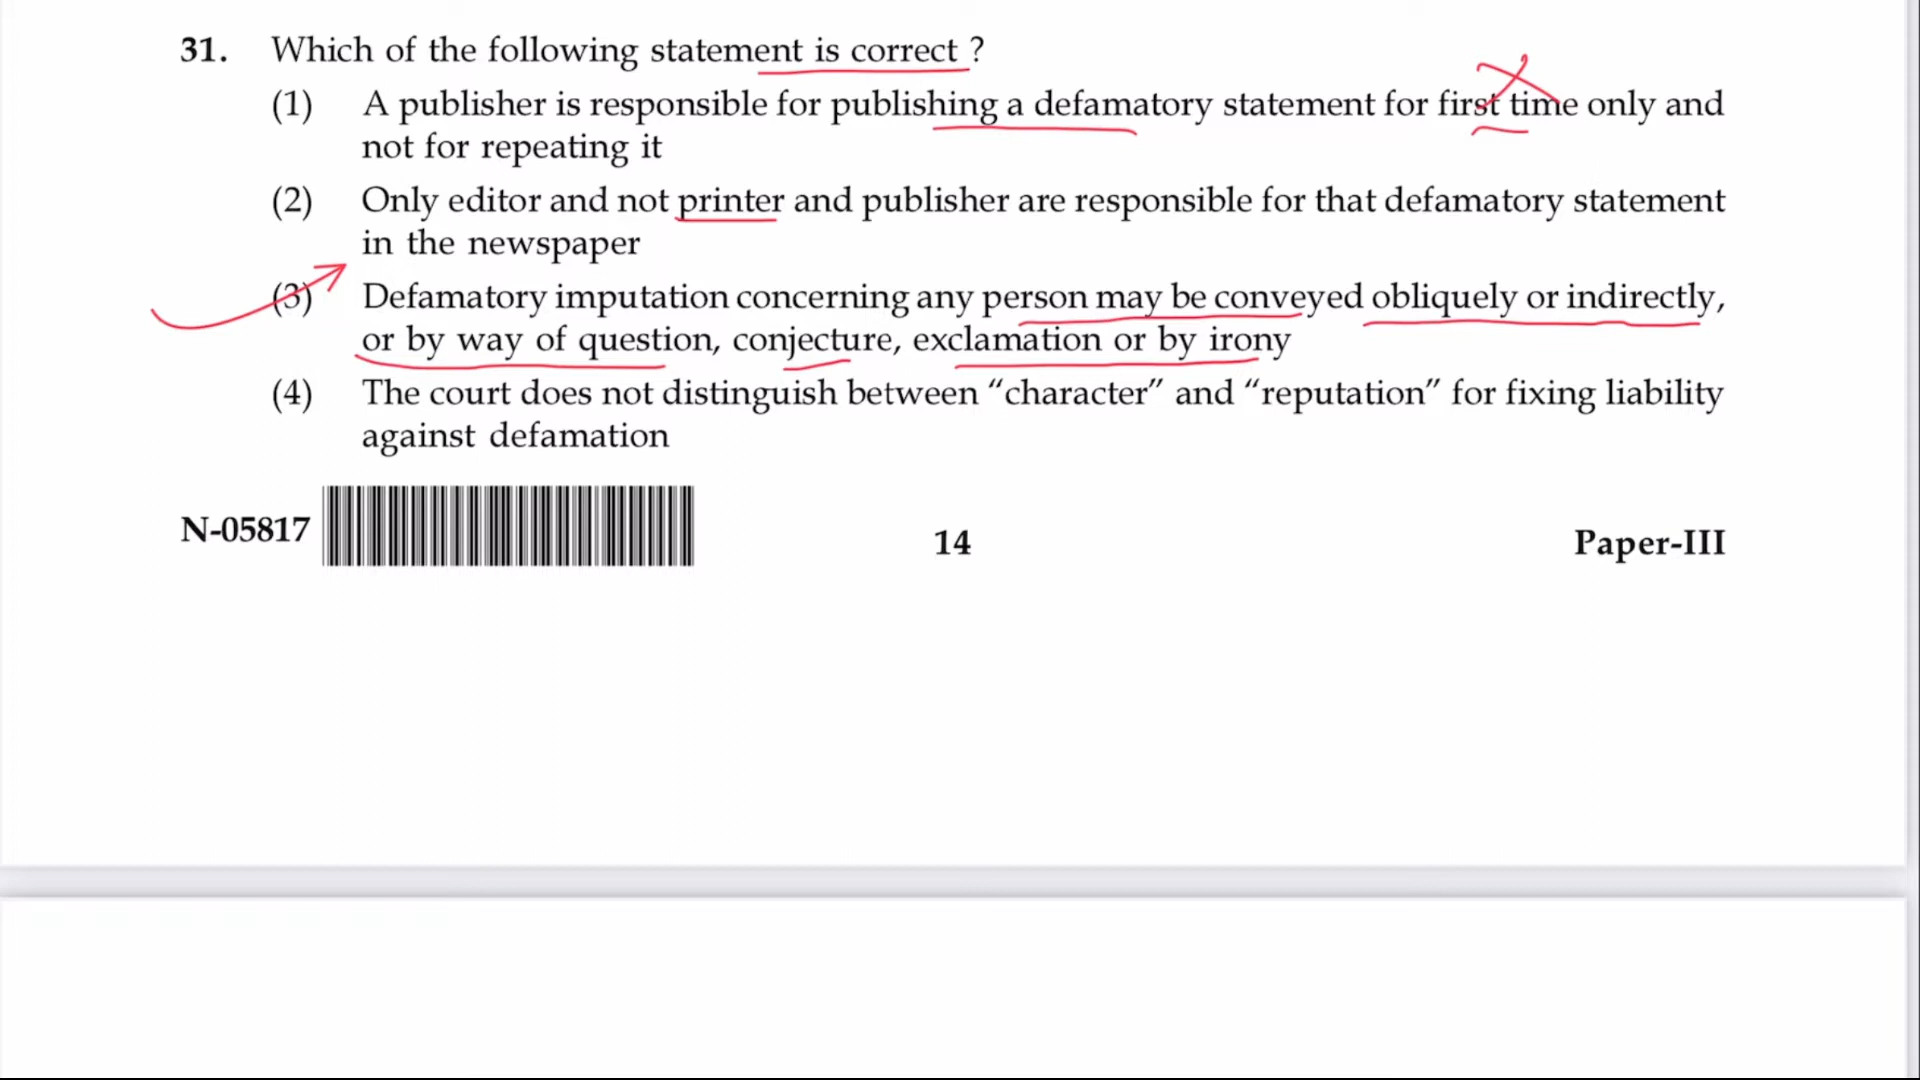 31. Which of the following statement is correct ?
(1) A publisher is responsible for publishing a defamatory statement for first time only and
not for repeating it
(2) Only editor and not printer and publisher are responsible for that defamatory statement
in the newspaper
(3) Defamatory imputation concerning any person may be conveyed obliquely or indirectly,
or by way of question, conjecture, exclamation or by irony
(4) The court does not distinguish between “character” and “reputation” for fixing liability
against defamation
N-05817 14 Paper-III